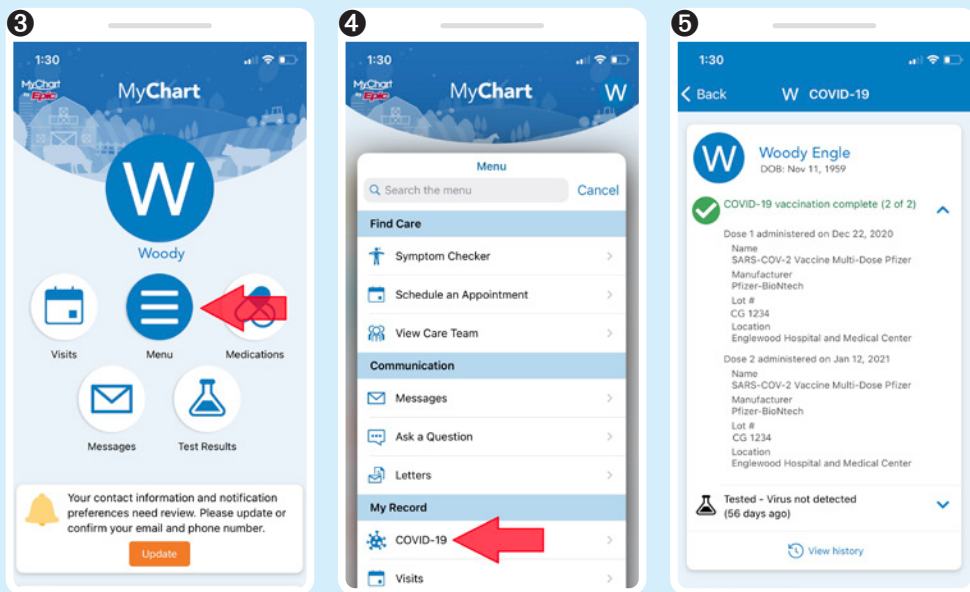 3
1:30
MyChart
by Epic
MyChart
W
Woody
Visits
Menu
Medications
Messages
Test Results
Your contact information and notification
preferences need review. Please update or
confirm your email and phone number.
Update
4
1:30
MyChart
by Epic
MyChart
W
Menu
Search the menu
Cancel
Find Care
Symptom Checker
Schedule an Appointment
View Care Team
Communication
Messages
Ask a Question
Letters
My Record
COVID-19
Visits
5
1:30
Back
W COVID-19
W
Woody Engle
DOB: Nov 11, 1959
COVID-19 vaccination complete (2 of 2)
Dose 1 administered on Dec 22, 2020
Name
SARS-COV-2 Vaccine Multi-Dose Pfizer
Manufacturer
Pfizer-BioNtech
Lot #
CG 1234
Location
Englewood Hospital and Medical Center
Dose 2 administered on Jan 12, 2021
Name
SARS-COV-2 Vaccine Multi-Dose Pfizer
Manufacturer
Pfizer-BioNtech
Lot #
CG 1234
Location
Englewood Hospital and Medical Center
Tested - Virus not detected
(56 days ago)
View history